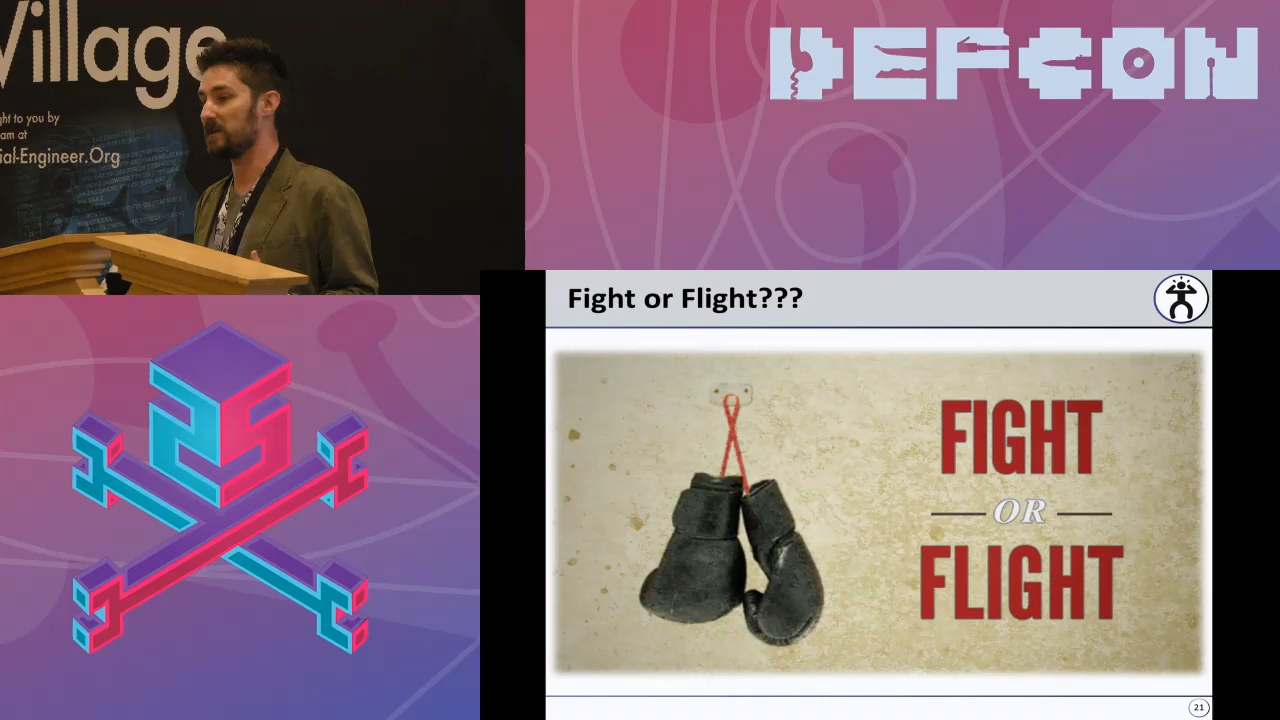 Village
ght to you by
am at
ial-Engineer.Org
DEFCON
Fight or Flight???
FIGHT
OR
FLIGHT
21